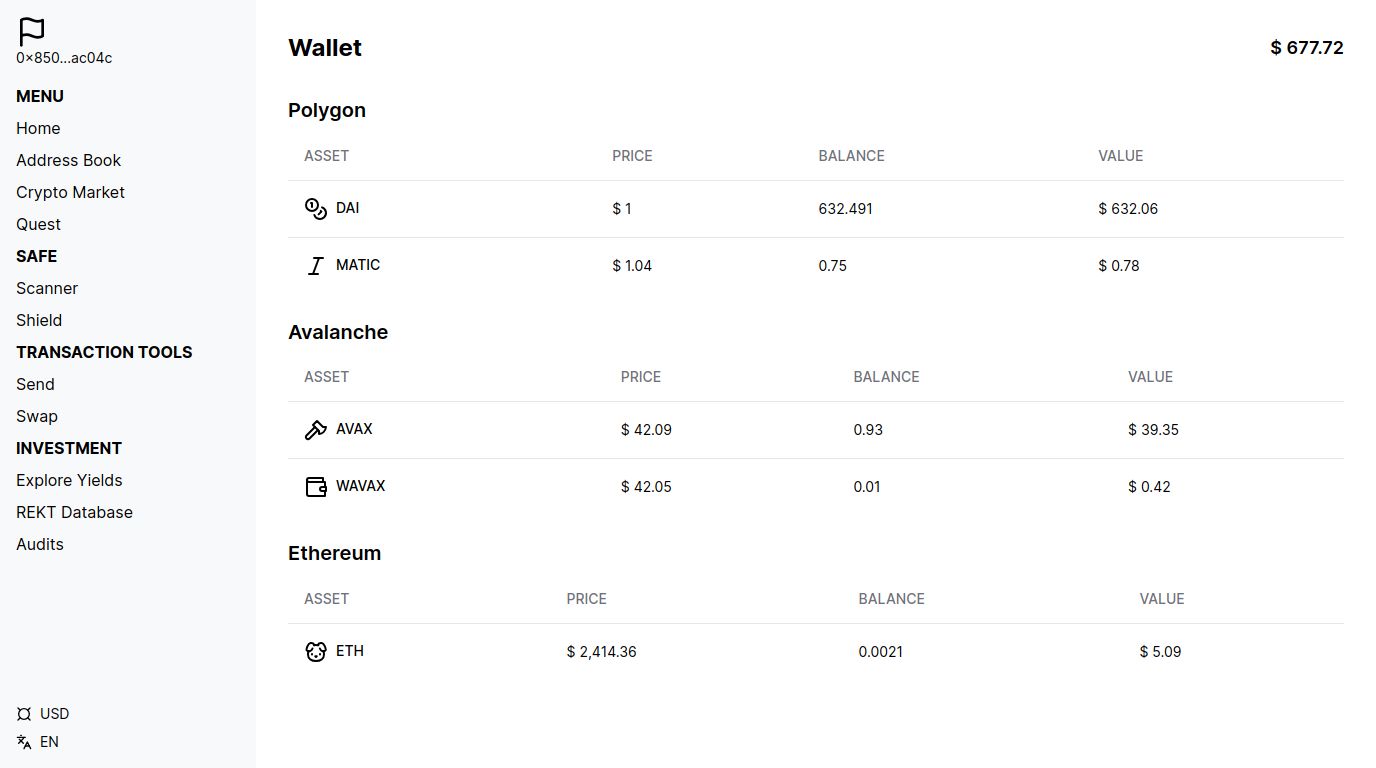 0×850...ac04c
MENU
Home
Address Book
Crypto Market
Quest
SAFE
Scanner
Shield
TRANSACTION TOOLS
Send
Swap
INVESTMENT
Explore Yields
REKT Database
Audits
USD
EN
Wallet $ 677.72
Polygon
ASSET PRICE BALANCE VALUE
DAI $ 1 632.491 $ 632.06
MATIC $ 1.04 0.75 $ 0.78
Avalanche
ASSET PRICE BALANCE VALUE
AVAX $ 42.09 0.93 $ 39.35
WAVAX $ 42.05 0.01 $ 0.42
Ethereum
ASSET PRICE BALANCE VALUE
ETH $ 2,414.36 0.0021 $ 5.09